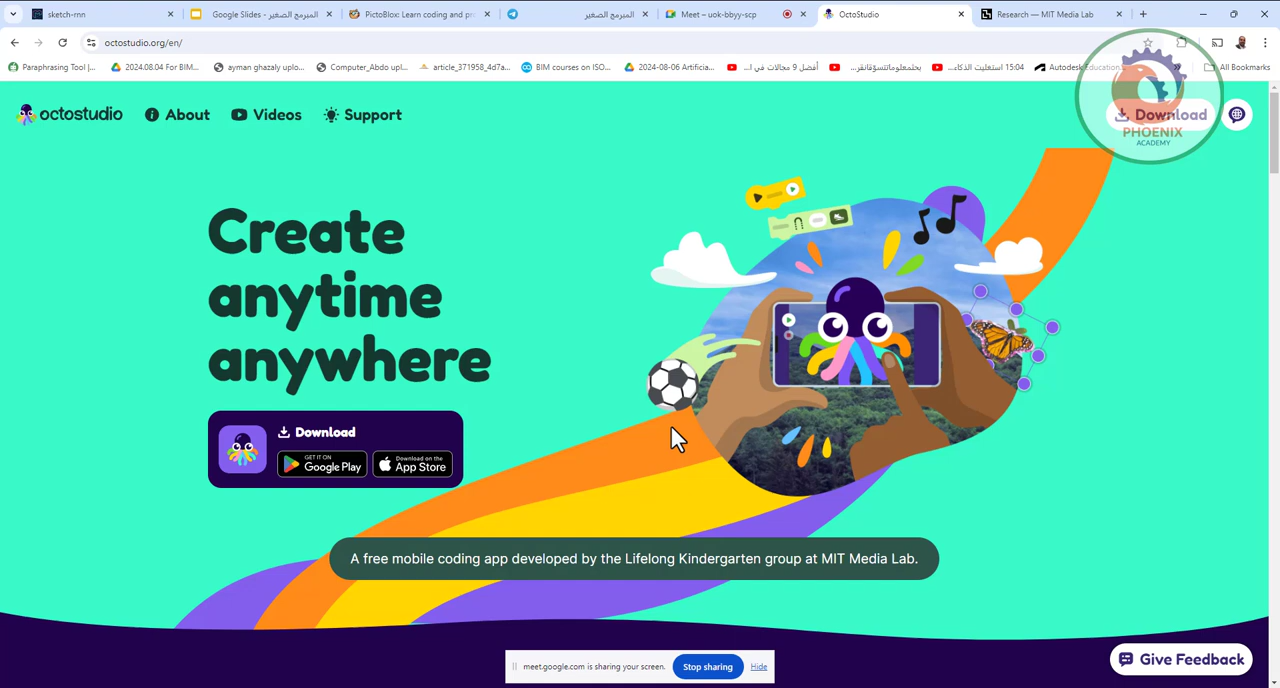 sketch-rnn
Google Slides - المبرمج الصغير
PictoBlox: Learn coding and pr
المبرمج الصغير
Meet – uok-bbyy-scp
OctoStudio
Research — MIT Media Lab
octostudio.org/en/
Paraphrasing Tool |...
2024.08.04 For BIM...
ayman ghazaly uplo...
Computer_Abdo upl...
BIM courses on ISO...
2024-08-06 Artificia...
أفضل 9 مجالات في ا...
15:04 استغليت الذكاء...
Autodesk Education
All Bookmarks
octostudio
About
Videos
Support
Download
PHOENIX
ACADEMY
Create
anytime
anywhere
Download
GET IT ON
Google Play
Download on the
App Store
A free mobile coding app developed by the Lifelong Kindergarten group at MIT Media Lab.
Give Feedback
meet.google.com is sharing your screen.
Stop sharing
Hide